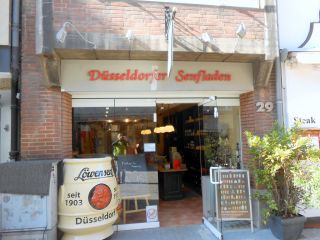 Düsseldorfer Senfladen
29
Steak
Löwensenf
seit
1903
Düsseldorf